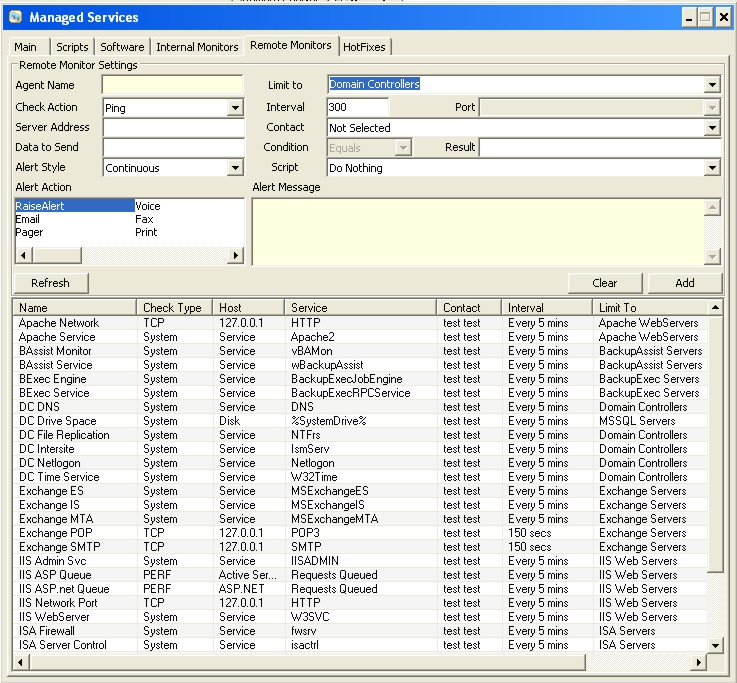 Managed Services
Main Scripts Software Internal Monitors Remote Monitors HotFixes
Remote Monitor Settings
Agent Name Limit to Domain Controllers
Check Action Ping Interval 300 Port
Server Address Contact Not Selected
Data to Send Condition Equals Result
Alert Style Continuous Script Do Nothing
Alert Action Alert Message
RaiseAlert Voice
Email Fax
Pager Print
Refresh Clear Add
Name Check Type Host Service Contact Interval Limit To
Apache Network TCP 127.0.0.1 HTTP test test Every 5 mins Apache WebServers
Apache Service System Service Apache2 test test Every 5 mins Apache WebServers
BAssist Monitor System Service vBAMon test test Every 5 mins BackupAssist Servers
BAssist Service System Service wBackupAssist test test Every 5 mins BackupAssist Servers
BExec Engine System Service BackupExecJobEngine test test Every 5 mins BackupExec Servers
BExec Service System Service BackupExecRPCService test test Every 5 mins BackupExec Servers
DC DNS System Service DNS test test Every 5 mins Domain Controllers
DC Drive Space System Disk %SystemDrive% test test Every 5 mins MSSQL Servers
DC File Replication System Service NTFrs test test Every 5 mins Domain Controllers
DC Intersite System Service IsmServ test test Every 5 mins Domain Controllers
DC Netlogon System Service Netlogon test test Every 5 mins Domain Controllers
DC Time Service System Service W32Time test test Every 5 mins Domain Controllers
Exchange ES System Service MSExchangeES test test Every 5 mins Exchange Servers
Exchange IS System Service MSExchangeIS test test Every 5 mins Exchange Servers
Exchange MTA System Service MSExchangeMTA test test Every 5 mins Exchange Servers
Exchange POP TCP 127.0.0.1 POP3 test test 150 secs Exchange Servers
Exchange SMTP TCP 127.0.0.1 SMTP test test 150 secs Exchange Servers
IIS Admin Svc System Service IISADMIN test test Every 5 mins IIS Web Servers
IIS ASP Queue PERF Active Ser... Requests Queued test test Every 5 mins IIS Web Servers
IIS ASP.net Queue PERF ASP.NET Requests Queued test test Every 5 mins IIS Web Servers
IIS Network Port TCP 127.0.0.1 HTTP test test Every 5 mins IIS Web Servers
IIS WebServer System Service W3SVC test test Every 5 mins IIS Web Servers
ISA Firewall System Service fwsrv test test Every 5 mins ISA Servers
ISA Server Control System Service isactrl test test Every 5 mins ISA Servers